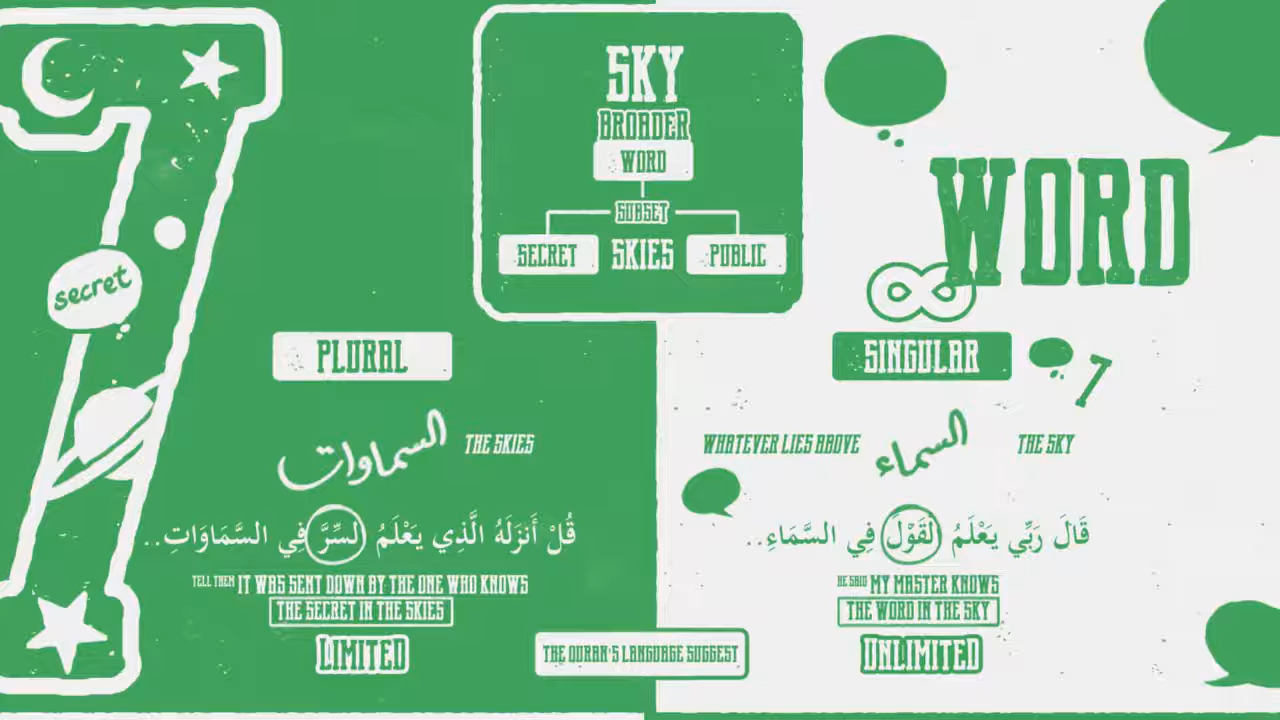 SKY
BROADER
WORD
SUBSET
SECRET
SKIES
PUBLIC
secret
PLURAL
السماوات
THE SKIES
قُلْ أَنزَلَهُ الَّذِي يَعْلَمُ السِّرَّ فِي السَّمَاوَاتِ..
TELL THEM IT WAS SENT DOWN BY THE ONE WHO KNOWS
THE SECRET IN THE SKIES
LIMITED
THE QURAN'S LANGUAGE SUGGEST
WORD
SINGULAR
7
WHATEVER LIES ABOVE
السماء
THE SKY
قَالَ رَبِّي يَعْلَمُ الْقَوْلَ فِي السَّمَاءِ..
HE SAID MY MASTER KNOWS
THE WORD IN THE SKY
UNLIMITED